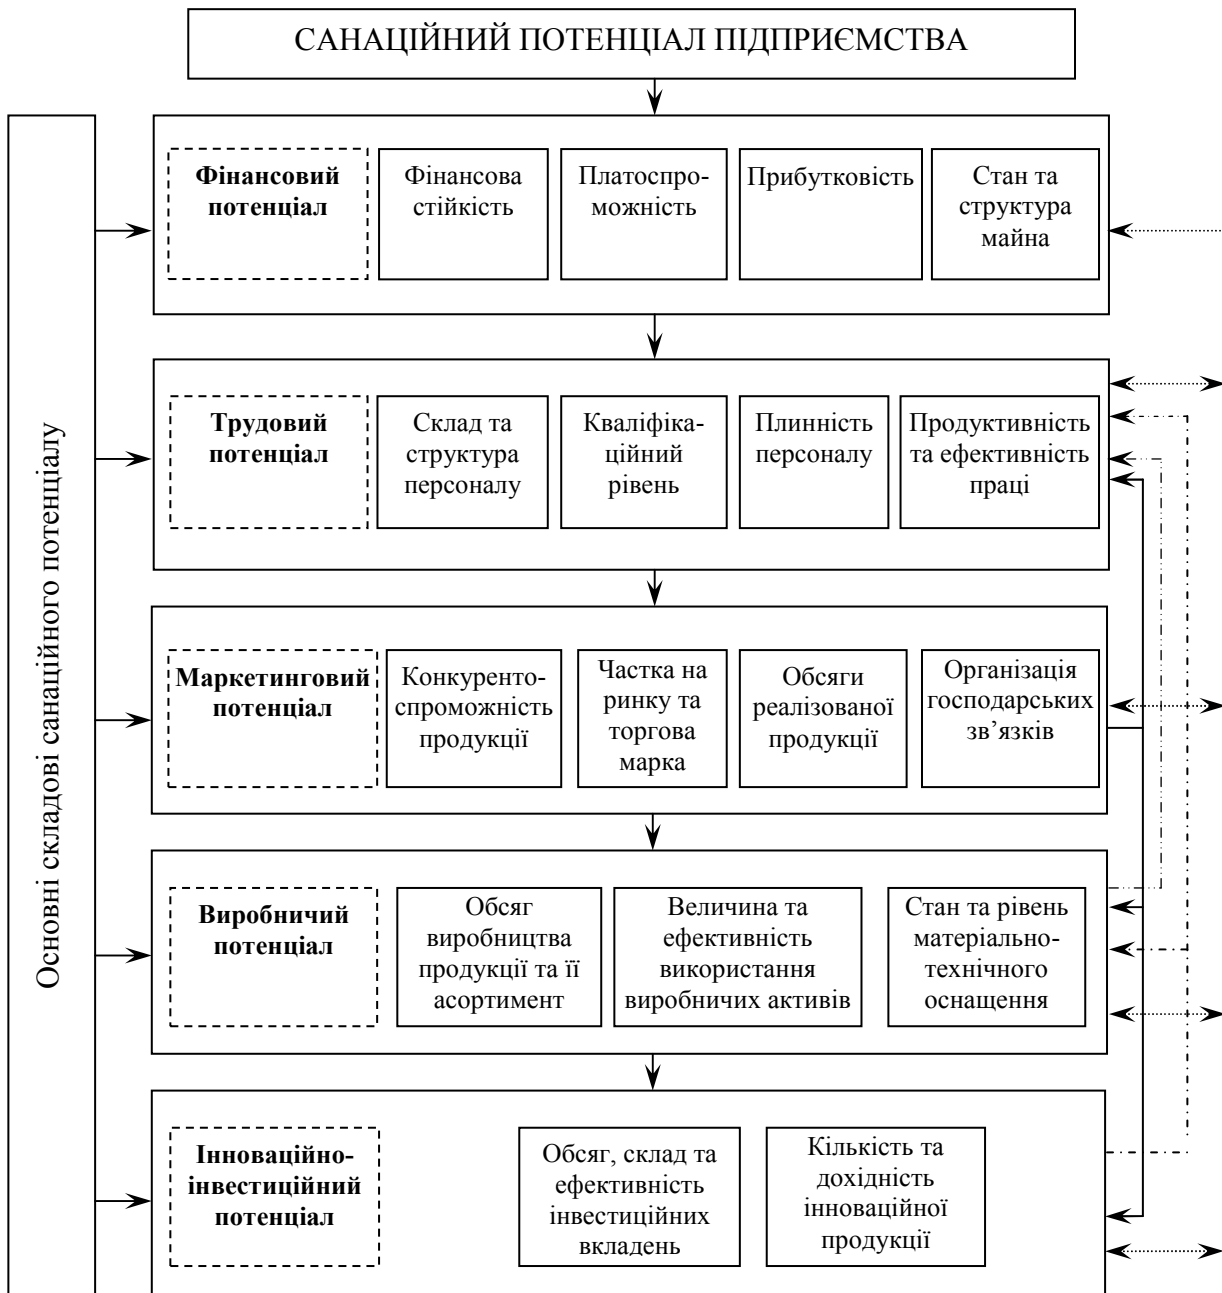 САНАЦІЙНИЙ ПОТЕНЦІАЛ ПІДПРИЄМСТВА
Основні складові санаційного потенціалу
Фінансовий
потенціал
Фінансова
стійкість
Платоспро-
можність
Прибутковість
Стан та
структура
майна
Трудовий
потенціал
Склад та
структура
персоналу
Кваліфіка-
ційний
рівень
Плинність
персоналу
Продуктивність
та ефективність
праці
Маркетинговий
потенціал
Конкуренто-
спроможність
продукції
Частка на
ринку та
торгова
марка
Обсяги
реалізованої
продукції
Організація
господарських
зв’язків
Виробничий
потенціал
Обсяг
виробництва
продукції та її
асортимент
Величина та
ефективність
використання
виробничих активів
Стан та рівень
матеріально-
технічного
оснащення
Інноваційно-
інвестиційний
потенціал
Обсяг, склад та
ефективність
інвестиційних
вкладень
Кількість та
дохідність
інноваційної
продукції